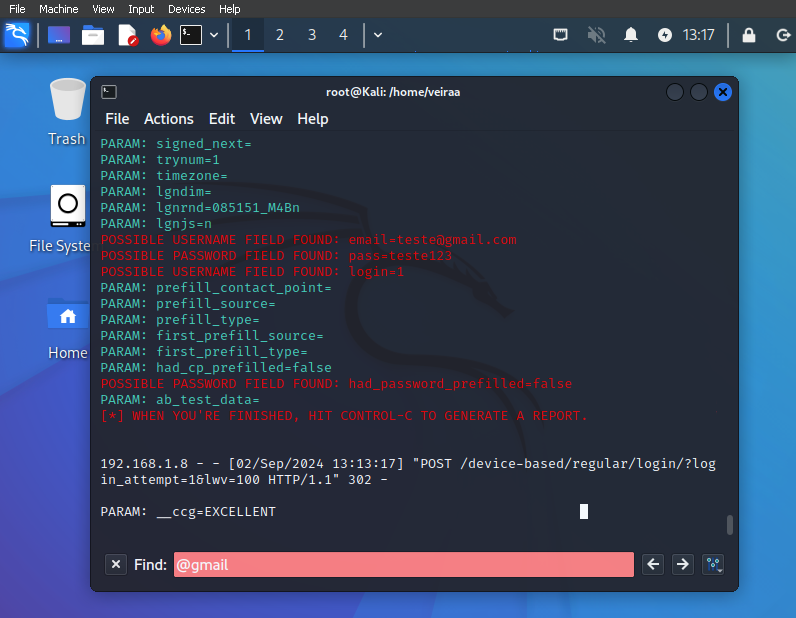 File Machine View Input Devices Help
1 2 3 4 13:17
Trash
File Syste
Home
root@Kali: /home/veiraa
File Actions Edit View Help
PARAM: signed_next=
PARAM: trynum=1
PARAM: timezone=
PARAM: lgndim=
PARAM: lgnrnd=085151_M4Bn
PARAM: lgnjs=n
POSSIBLE USERNAME FIELD FOUND: email=teste@gmail.com
POSSIBLE PASSWORD FIELD FOUND: pass=teste123
POSSIBLE USERNAME FIELD FOUND: login=1
PARAM: prefill_contact_point=
PARAM: prefill_source=
PARAM: prefill_type=
PARAM: first_prefill_source=
PARAM: first_prefill_type=
PARAM: had_cp_prefilled=false
POSSIBLE PASSWORD FIELD FOUND: had_password_prefilled=false
PARAM: ab_test_data=
[*] WHEN YOU'RE FINISHED, HIT CONTROL-C TO GENERATE A REPORT.
192.168.1.8 - - [02/Sep/2024 13:13:17] "POST /device-based/regular/login/?log
in_attempt=1&lwv=100 HTTP/1.1" 302 -
PARAM: __ccg=EXCELLENT
Find: @gmail